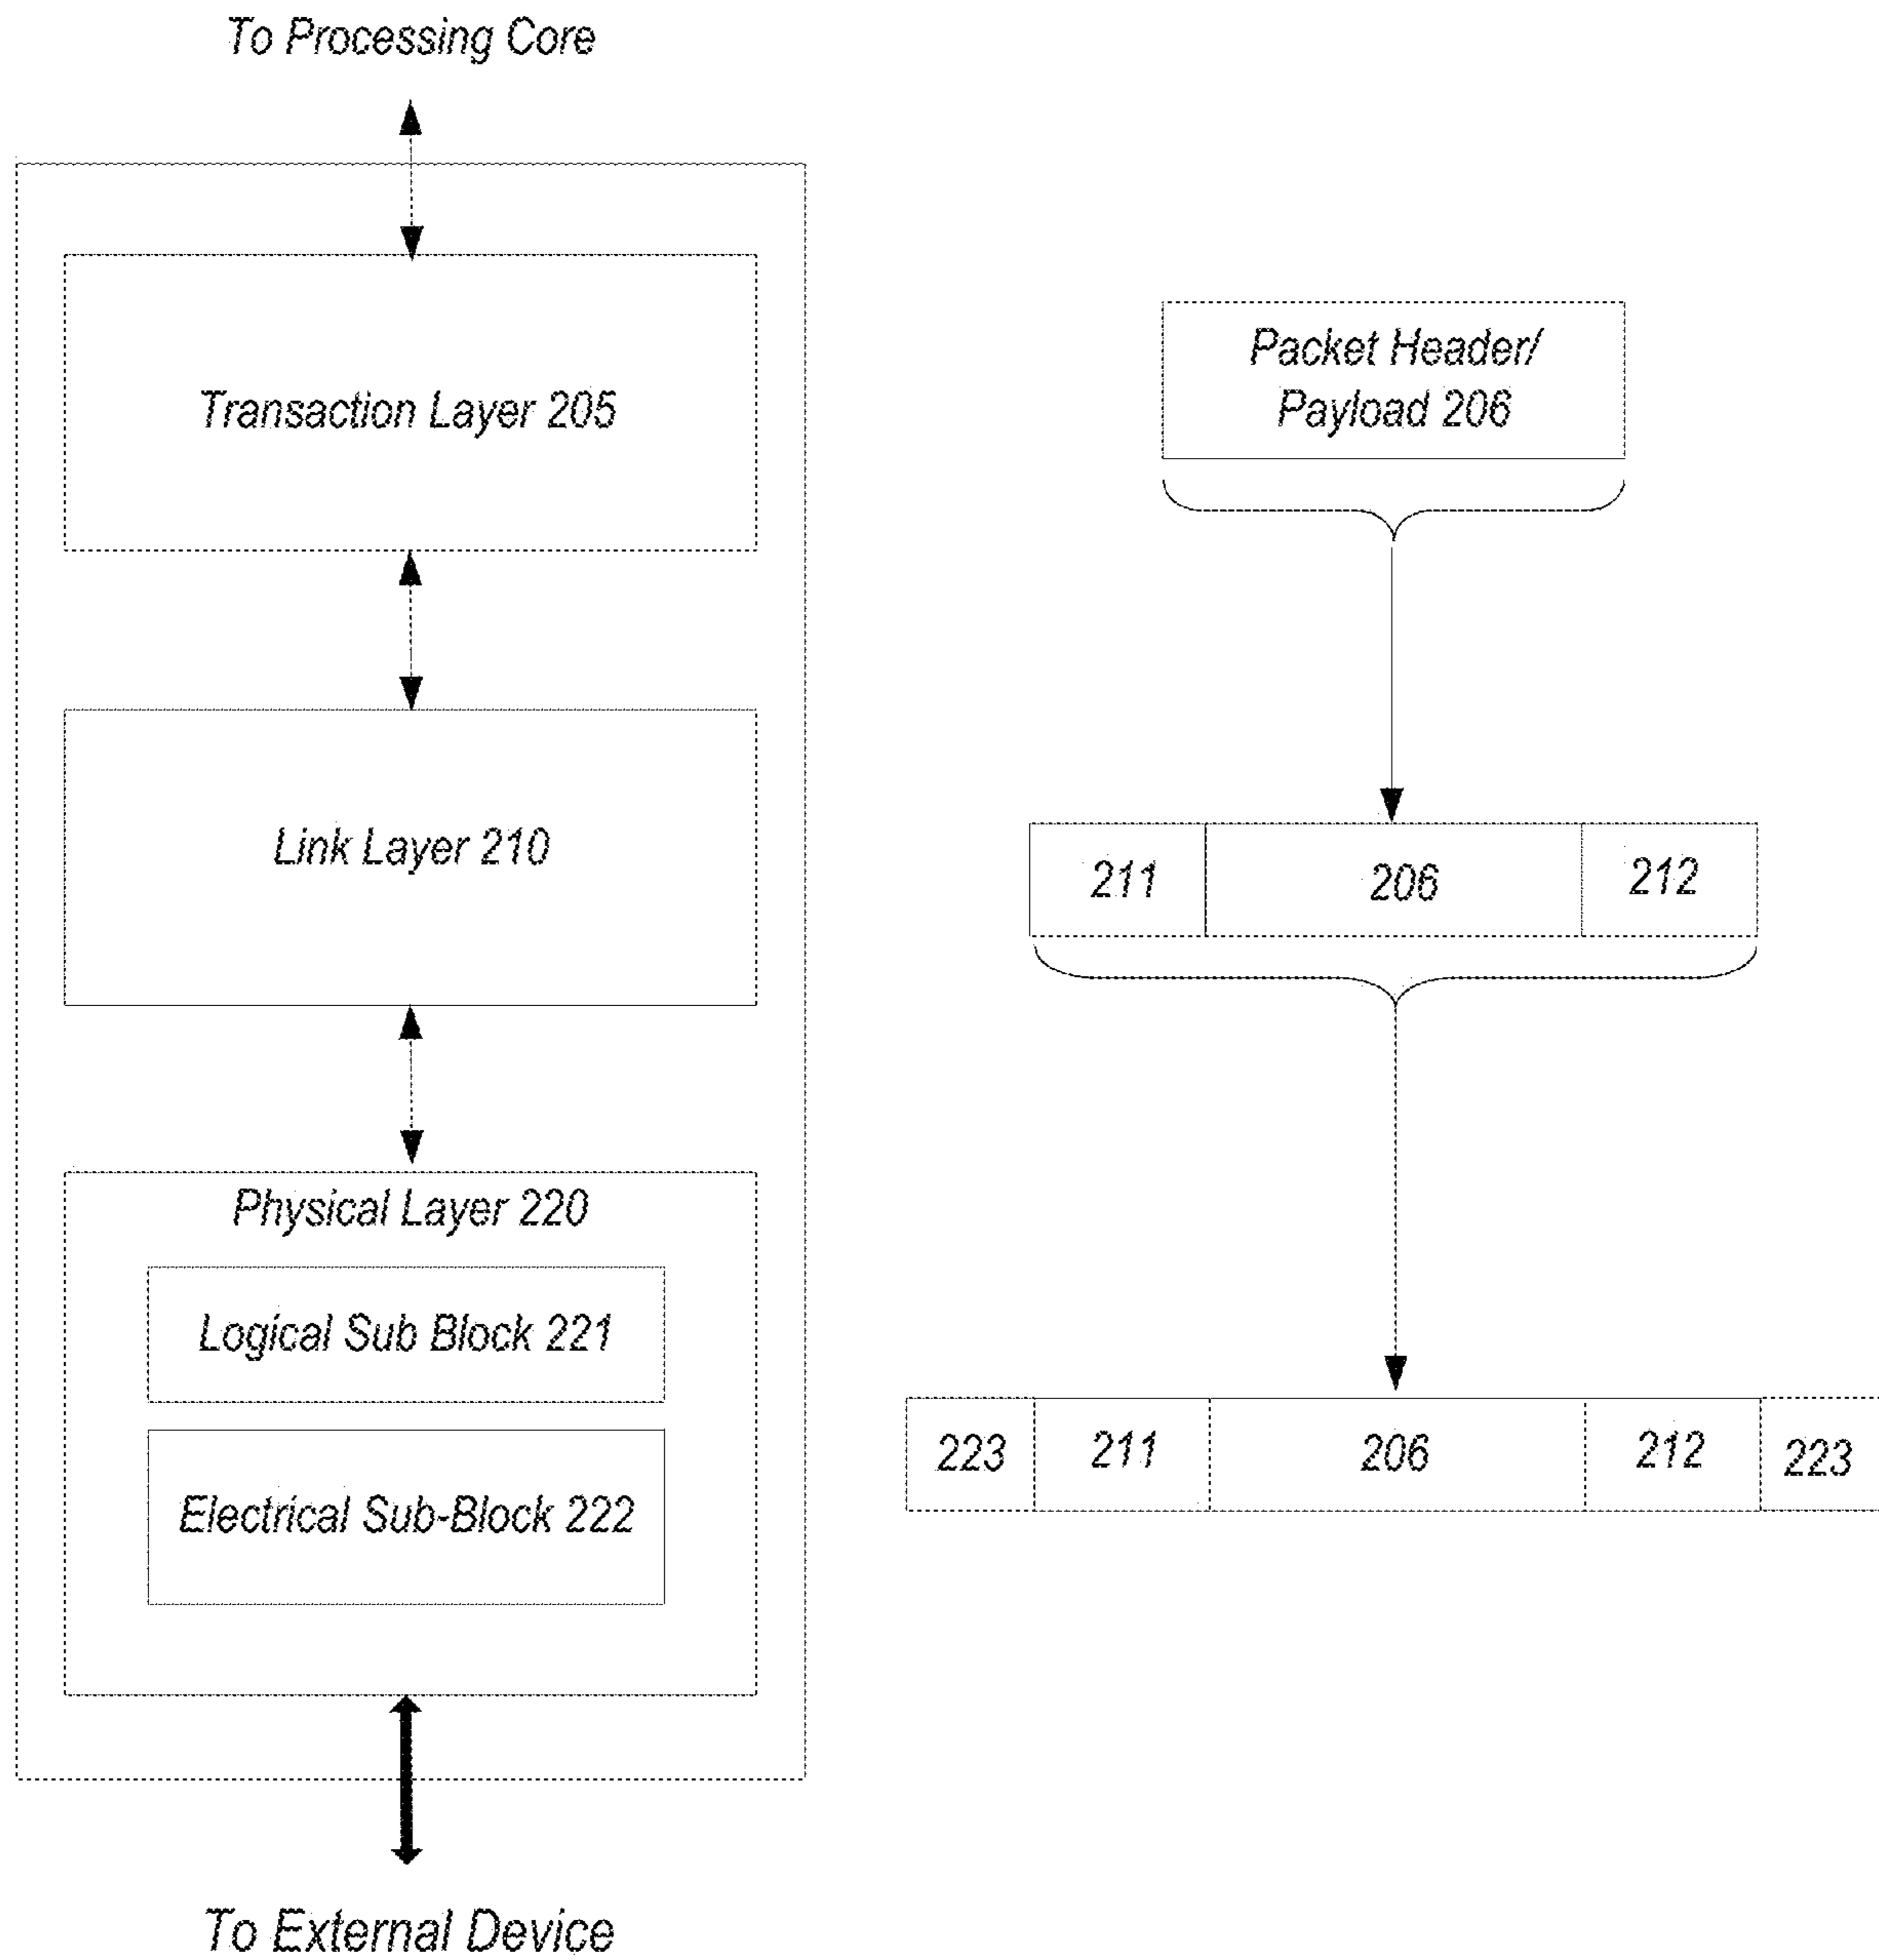 To Processing Core
Transaction Layer 205
Packet Header/
Payload 206
Link Layer 210
211
206
212
Physical Layer 220
Logical Sub Block 221
Electrical Sub-Block 222
223
211
206
212
223
To External Device